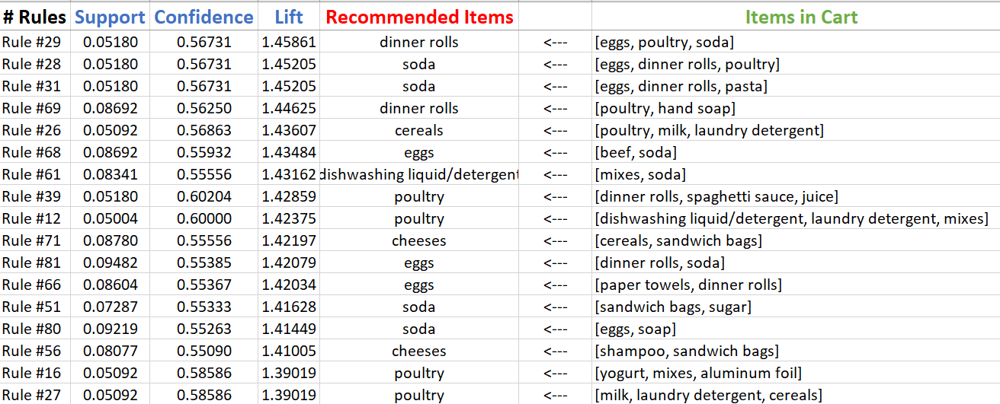 # Rules Support Confidence Lift Recommended Items Items in Cart
Rule #29 0.05180 0.56731 1.45861 dinner rolls <--- [eggs, poultry, soda]
Rule #28 0.05180 0.56731 1.45205 soda <--- [eggs, dinner rolls, poultry]
Rule #31 0.05180 0.56731 1.45205 soda <--- [eggs, dinner rolls, pasta]
Rule #69 0.08692 0.56250 1.44625 dinner rolls <--- [poultry, hand soap]
Rule #26 0.05092 0.56863 1.43607 cereals <--- [poultry, milk, laundry detergent]
Rule #68 0.08692 0.55932 1.43484 eggs <--- [beef, soda]
Rule #61 0.08341 0.55556 1.43162 dishwashing liquid/detergent <--- [mixes, soda]
Rule #39 0.05180 0.60204 1.42859 poultry <--- [dinner rolls, spaghetti sauce, juice]
Rule #12 0.05004 0.60000 1.42375 poultry <--- [dishwashing liquid/detergent, laundry detergent, mixes]
Rule #71 0.08780 0.55556 1.42197 cheeses <--- [cereals, sandwich bags]
Rule #81 0.09482 0.55385 1.42079 eggs <--- [dinner rolls, soda]
Rule #66 0.08604 0.55367 1.42034 eggs <--- [paper towels, dinner rolls]
Rule #51 0.07287 0.55333 1.41628 soda <--- [sandwich bags, sugar]
Rule #80 0.09219 0.55263 1.41449 soda <--- [eggs, soap]
Rule #56 0.08077 0.55090 1.41005 cheeses <--- [shampoo, sandwich bags]
Rule #16 0.05092 0.58586 1.39019 poultry <--- [yogurt, mixes, aluminum foil]
Rule #27 0.05092 0.58586 1.39019 poultry <--- [milk, laundry detergent, cereals]